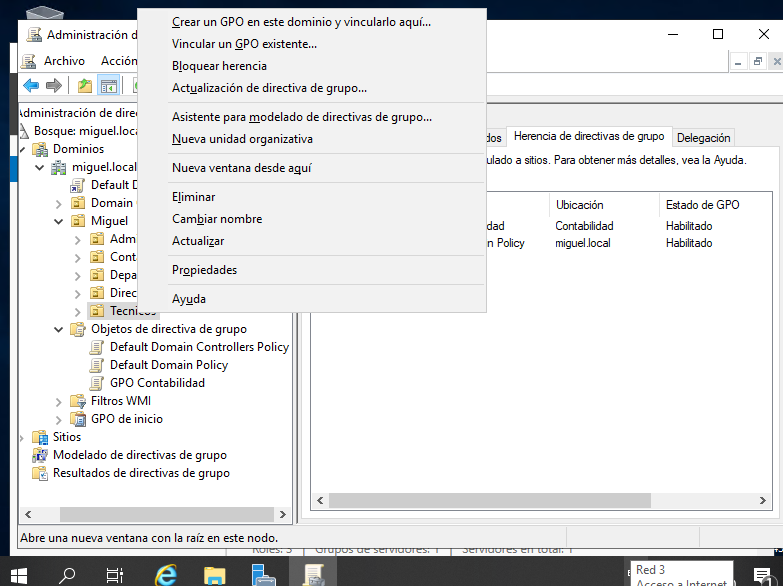 Crear un GPO en este dominio y vincularlo aquí...
Administración d
Vincular un GPO existente...
Archivo Acción
Bloquear herencia
Actualización de directiva de grupo...
Administración de direc
Asistente para modelado de directivas de grupo...
Bosque: miguel.loca
Nueva unidad organizativa
dos Herencia de directivas de grupo Delegación
Dominios
ulado a sitios. Para obtener más detalles, vea la Ayuda.
miguel.local
Nueva ventana desde aquí
Default D
Eliminar
Domain
Ubicación Estado de GPO
Miguel
Cambiar nombre
dad Contabilidad Habilitado
Admi
Actualizar
n Policy miguel.local Habilitado
Cont
Depa
Propiedades
Direc
Ayuda
Tecnicos
Objetos de directiva de grupo
Default Domain Controllers Policy
Default Domain Policy
GPO Contabilidad
Filtros WMI
GPO de inicio
Sitios
Modelado de directivas de grupo
Resultados de directivas de grupo
Abre una nueva ventana con la raíz en este nodo.
Roles: 3 Grupos de servidores: 1 Servidores en total: 1
Red 3
Acceso a Internet